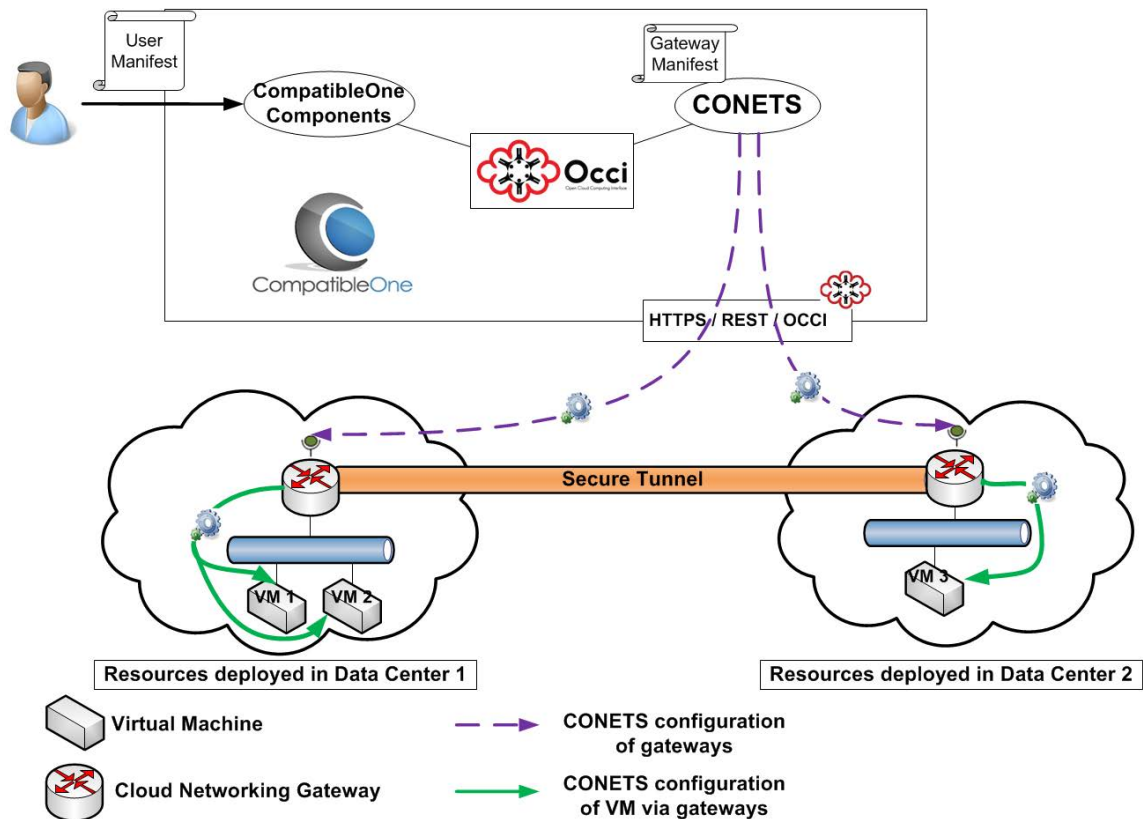 User
Manifest
Gateway
Manifest
CompatibleOne
Components
CONETS
Occi
Open Cloud Computing Interface
CompatibleOne
HTTPS / REST / OCCI
Secure Tunnel
VM 1
VM 2
VM 3
Resources deployed in Data Center 1
Resources deployed in Data Center 2
Virtual Machine
CONETS configuration
of gateways
Cloud Networking Gateway
CONETS configuration
of VM via gateways